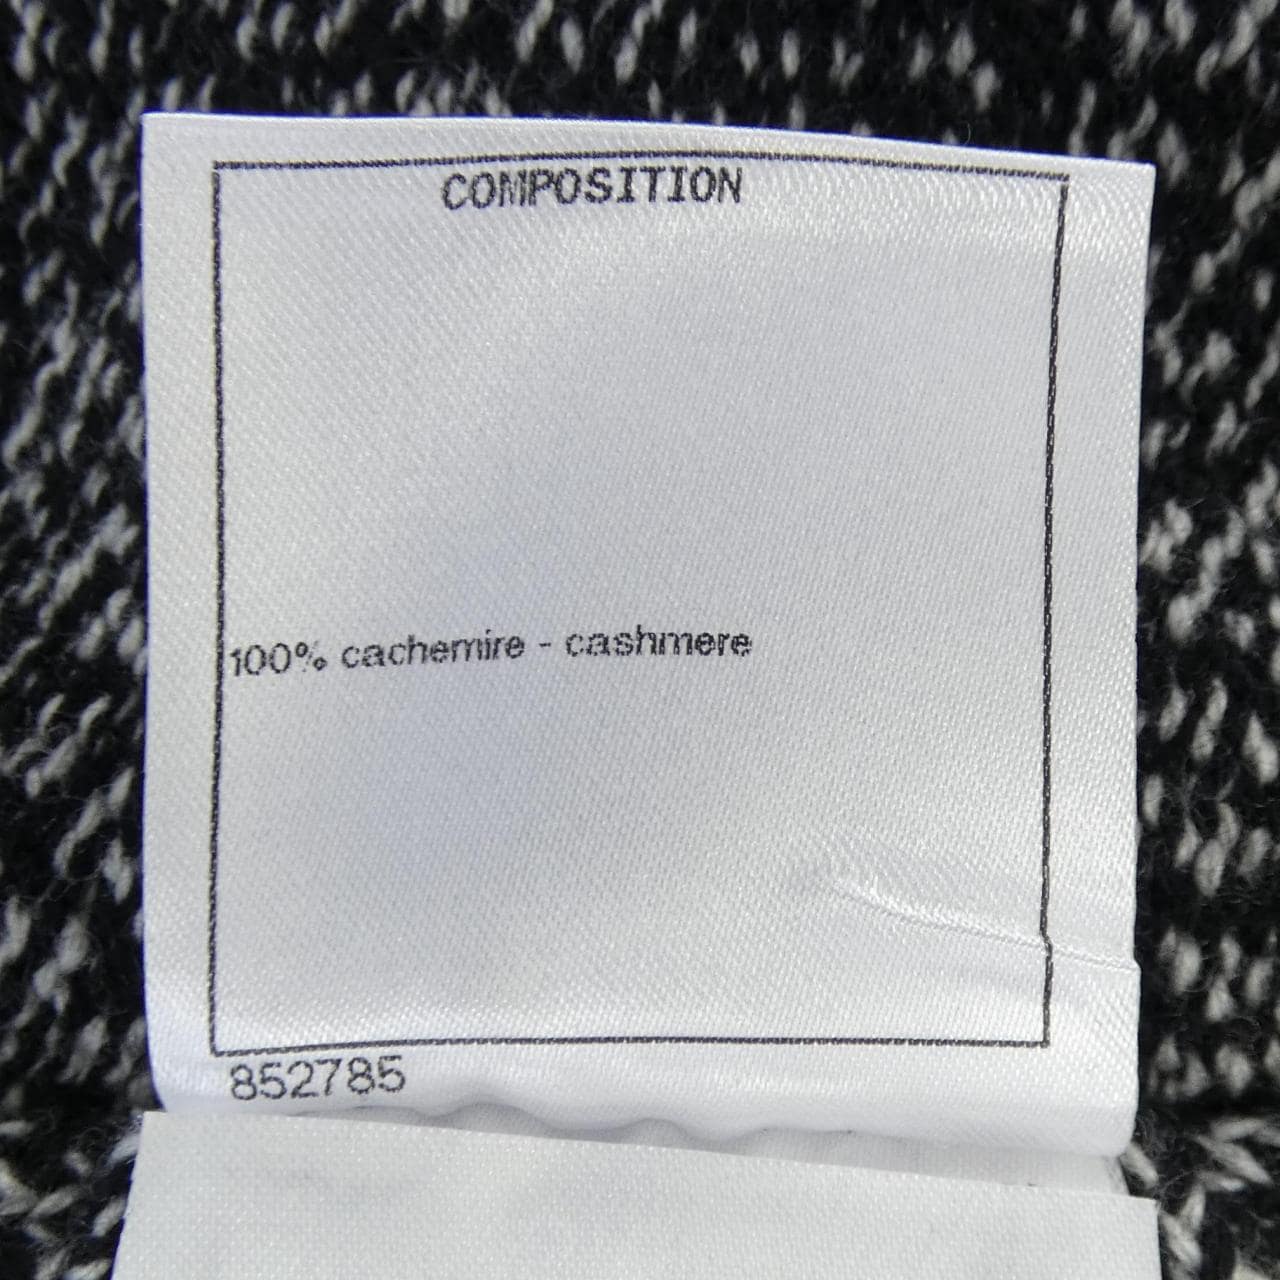 COMPOSITION
100% cachemire - cashmere
852785